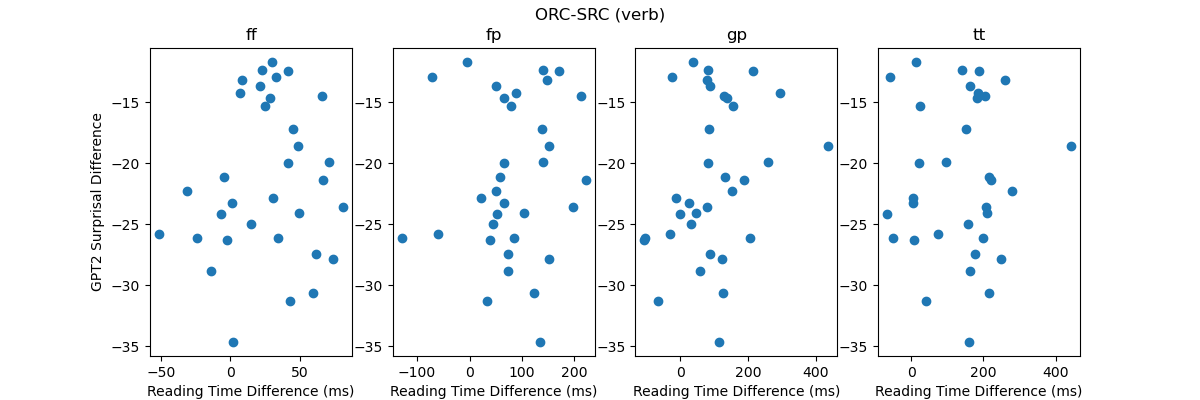 ORC-SRC (verb)
ff fp gp tt
GPT2 Surprisal Difference
−15 −15 −15 −15
−20 −20 −20 −20
−25 −25 −25 −25
−30 −30 −30 −30
−35 −35 −35 −35
−50 0 50 −100 0 100 200 0 200 400 0 200 400
Reading Time Difference (ms) Reading Time Difference (ms) Reading Time Difference (ms) Reading Time Difference (ms)